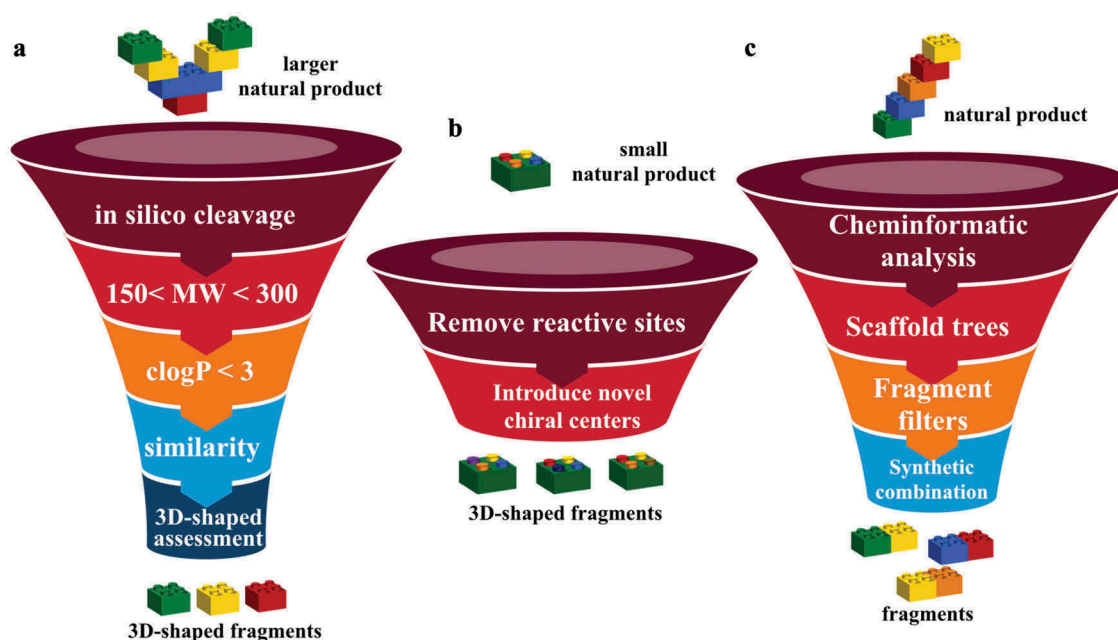 a
larger
natural product
in silico cleavage
150< MW < 300
clogP < 3
similarity
3D-shaped
assessment
3D-shaped fragments
b
small
natural product
Remove reactive sites
Introduce novel
chiral centers
3D-shaped fragments
c
natural product
Cheminformatic
analysis
Scaffold trees
Fragment
filters
Synthetic
combination
fragments